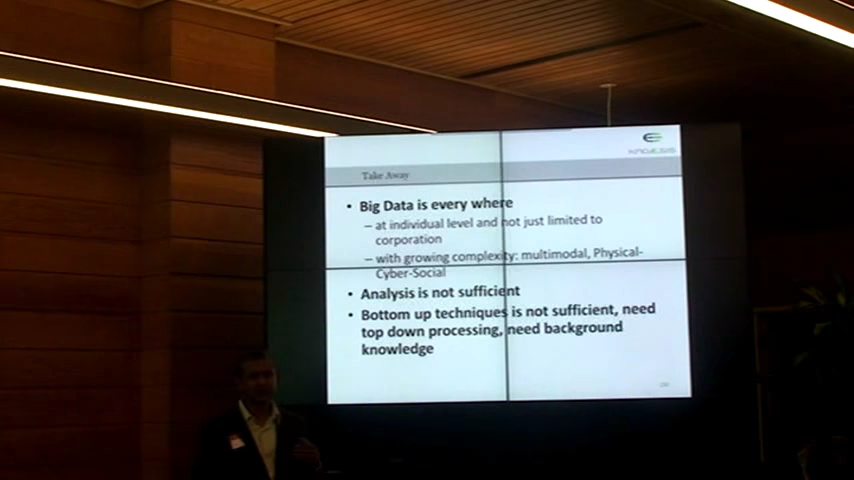 KNOESIS
Take Away
• Big Data is every where
– at individual level and not just limited to
corporation
– with growing complexity: multimodal, Physical-
Cyber-Social
• Analysis is not sufficient
• Bottom up techniques is not sufficient, need
top down processing, need background
knowledge